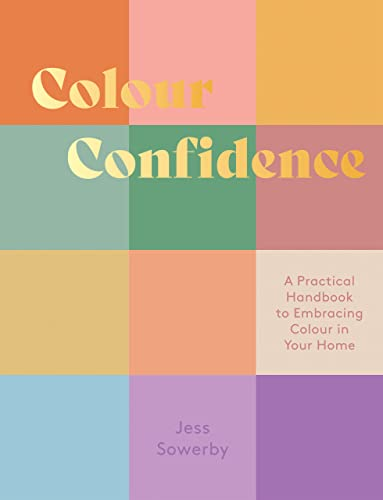 Colour
Confidence
A Practical
Handbook
to Embracing
Colour in
Your Home
Jess
Sowerby